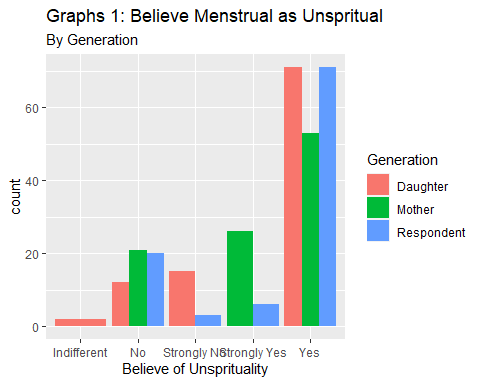 Graphs 1: Believe Menstrual as Unspritual
By Generation
count
60
40
20
0
Indifferent
No
Strongly No
Strongly Yes
Yes
Believe of Unsprituality
Generation
Daughter
Mother
Respondent